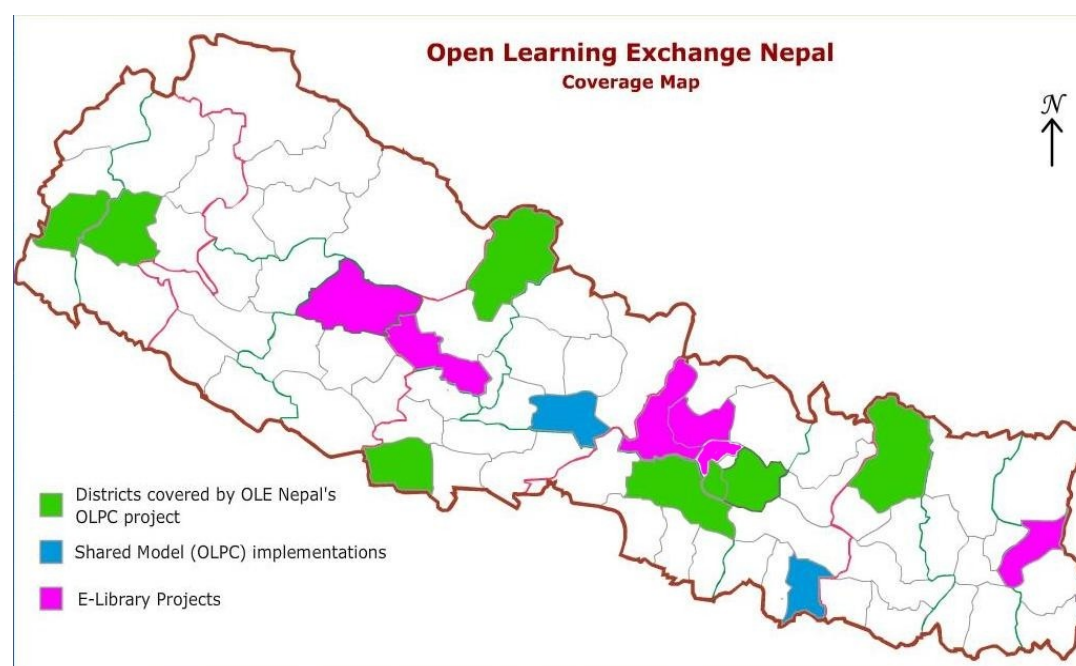 Open Learning Exchange Nepal
Coverage Map
N
Districts covered by OLE Nepal's
OLPC project
Shared Model (OLPC) implementations
E-Library Projects